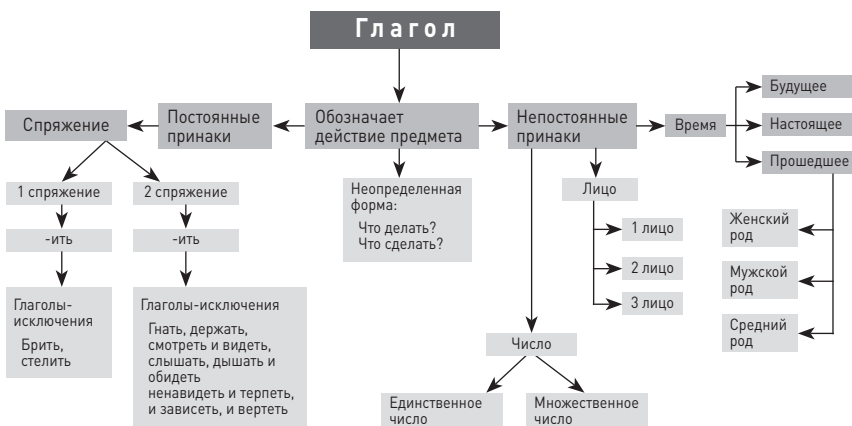 Глагол
Спряжение
Постоянные
принаки
Обозначает
действие предмета
Непостоянные
принаки
Время
Будущее
Настоящее
Прошедшее
1 спряжение
2 спряжение
-ить
-ить
Глаголы-
исключения
Брить,
стелить
Глаголы-исключения
Гнать, держать,
смотреть и видеть,
слышать, дышать и
обидеть
ненавидеть и терпеть,
и зависеть, и вертеть
Неопределенная
форма:
Что делать?
Что сделать?
Лицо
1 лицо
2 лицо
3 лицо
Число
Единственное
число
Множественное
число
Женский
род
Мужской
род
Средний
род